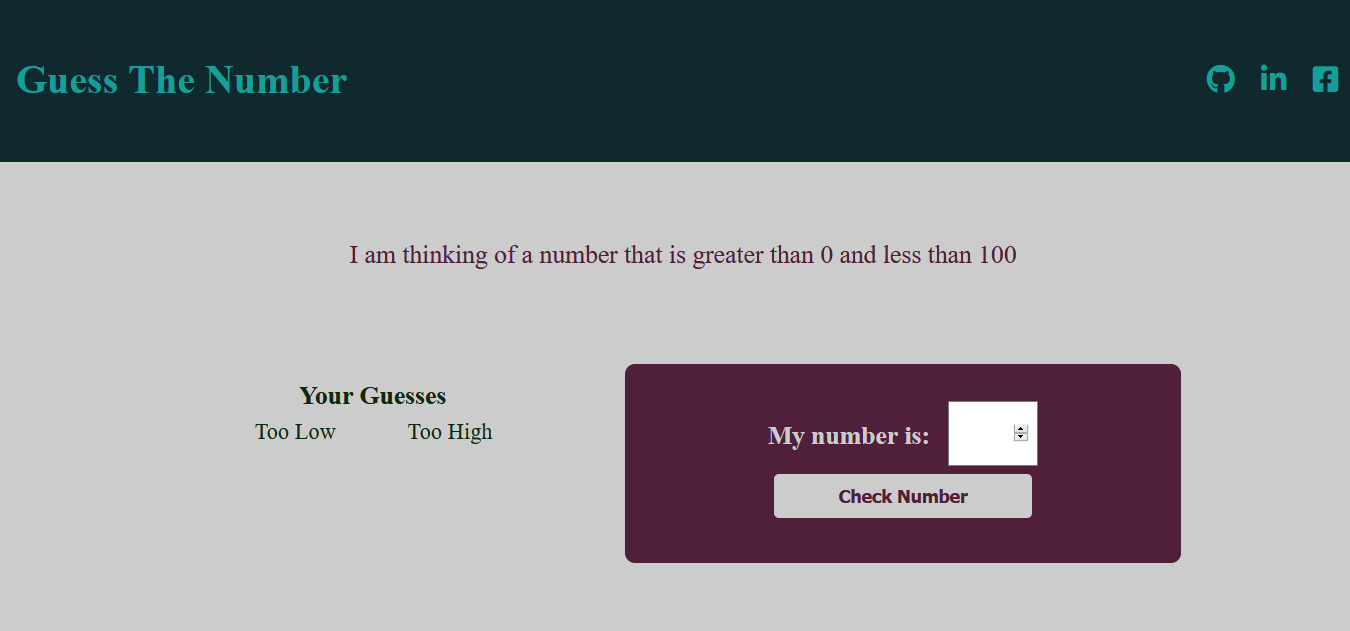 Guess The Number
I am thinking of a number that is greater than 0 and less than 100
Your Guesses
Too Low Too High
My number is:
Check Number